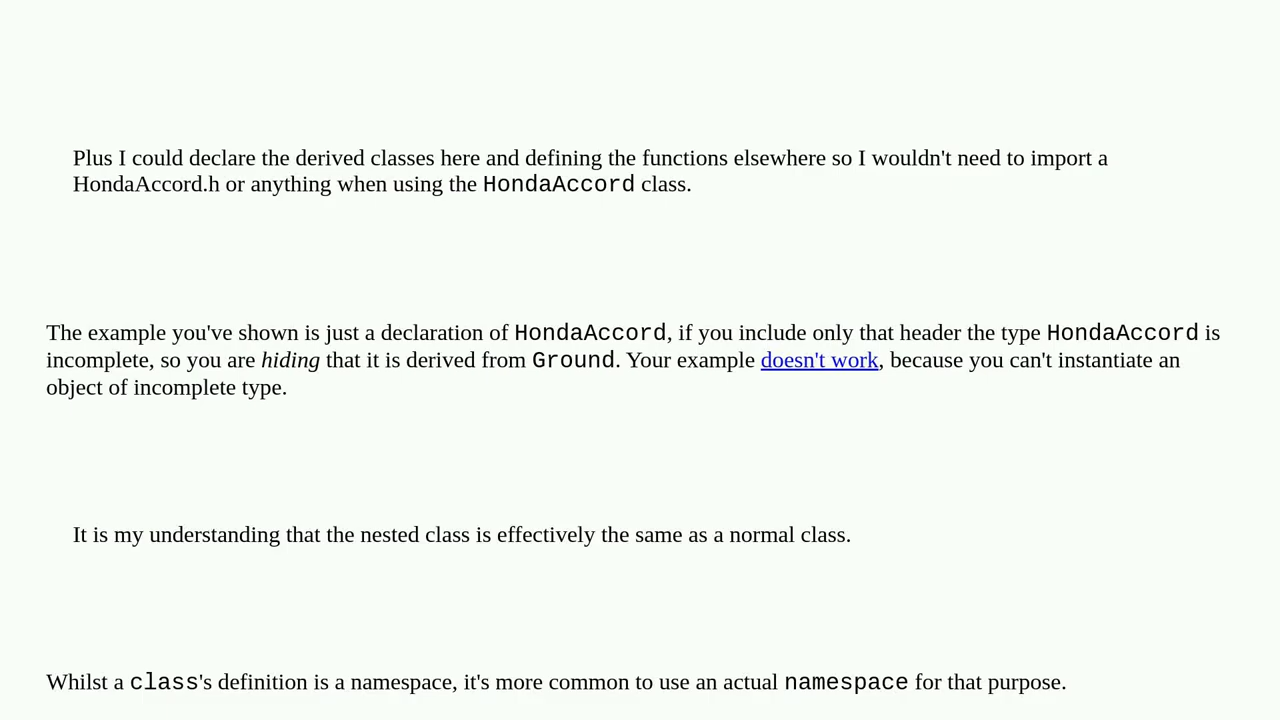 Plus I could declare the derived classes here and defining the functions elsewhere so I wouldn't need to import a
HondaAccord.h or anything when using the HondaAccord class.
The example you've shown is just a declaration of HondaAccord, if you include only that header the type HondaAccord is
incomplete, so you are hiding that it is derived from Ground. Your example doesn't work, because you can't instantiate an
object of incomplete type.
It is my understanding that the nested class is effectively the same as a normal class.
Whilst a class's definition is a namespace, it's more common to use an actual namespace for that purpose.